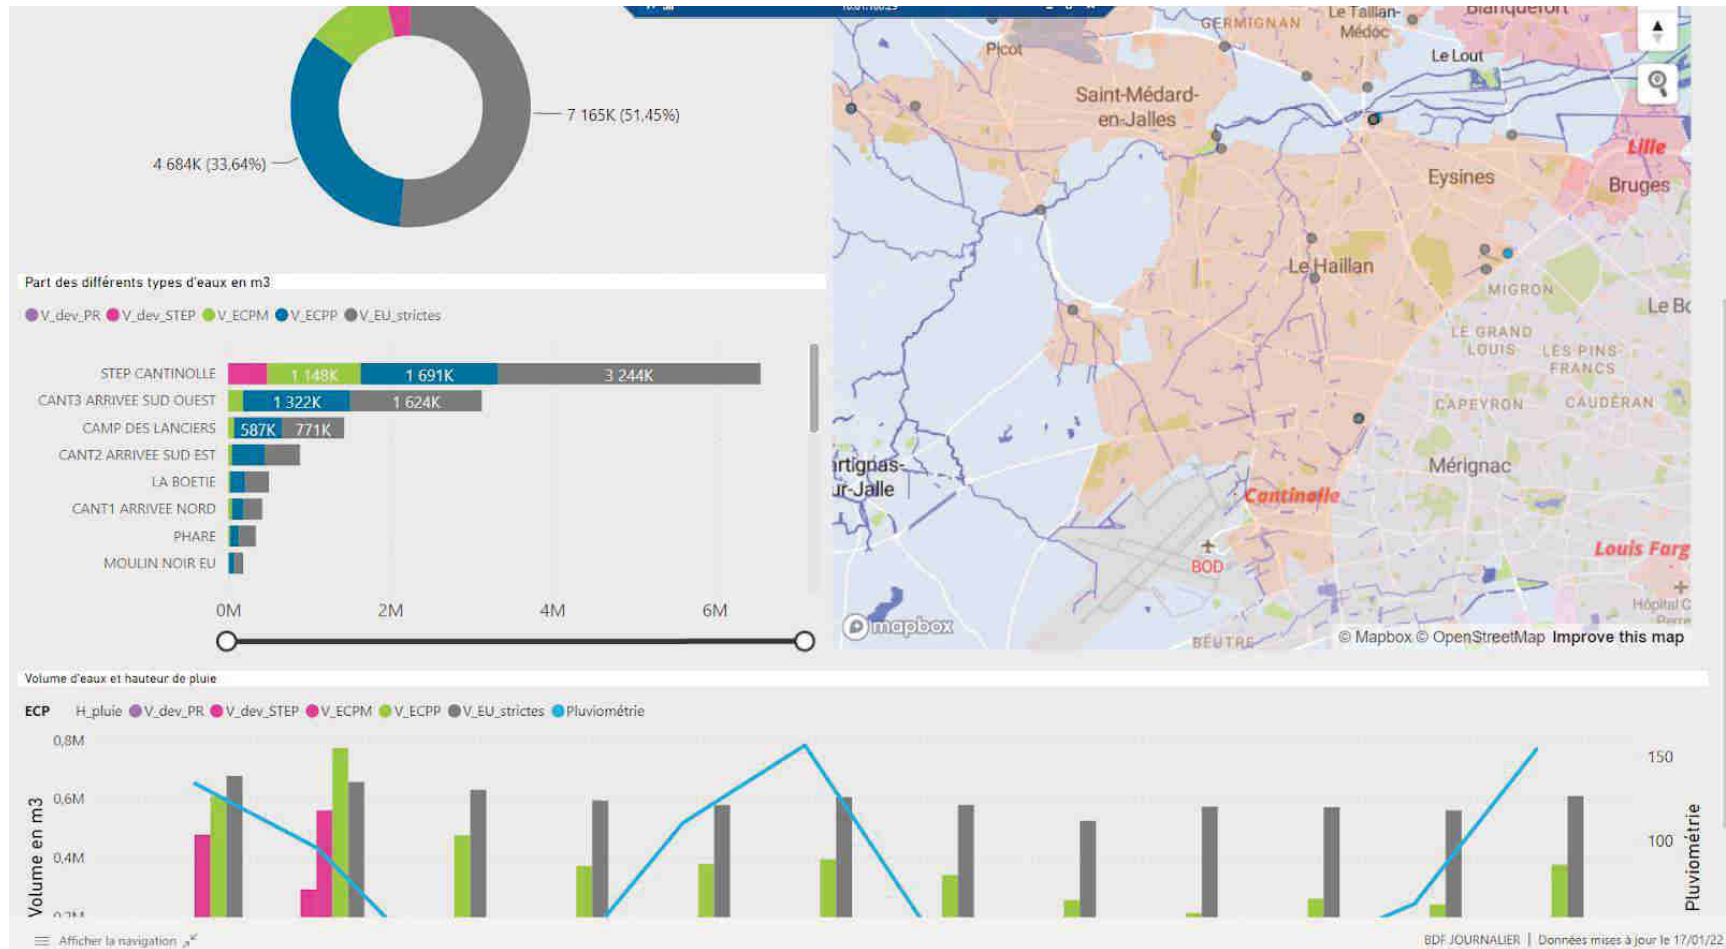 7 165K (51.45%)
4 684K (33,64%)
Part des différents types d'eaux en m3
V_dev_PR V_dev_STEP V_ECPM V_ECPP V_EU_strictes
STEP CANTINOLLE 1 148K 1 691K 3 244K
CANT3 ARRIVEE SUD OUEST 1 322K 1 624K
CAMP DES LANCIERS 587K 771K
CANT2 ARRIVEE SUD EST
LA BOETIE
CANT1 ARRIVEE NORD
PHARE
MOULIN NOIR EU
0M 2M 4M 6M
GERMIGNAN
Le Taillan-
Médoc
Blanquefort
Picot
Le Lout
Saint-Médard-
en-Jalles
Lille
Eysines
Bruges
Le Haillan
MIGRON
LE GRAND
LOUIS
LES PINS-
FRANCS
CAPEYRON
CAUDÉRAN
Mérignac
rtignas-
ur-Jalle
Cantinolle
Louis Farg
BOD
Hôpital C
BEUTRE
mapbox
© Mapbox © OpenStreetMap Improve this map
Volume d'eaux et hauteur de pluie
ECP H_pluie V_dev_PR V_dev_STEP V_ECPM V_ECPP V_EU_strictes Pluviométrie
Volume en m3
0,8M
0,6M
0,4M
0,2M
150
100
Pluviométrie
Afficher la navigation
BDF JOURNALIER | Données mises à jour le 17/01/22